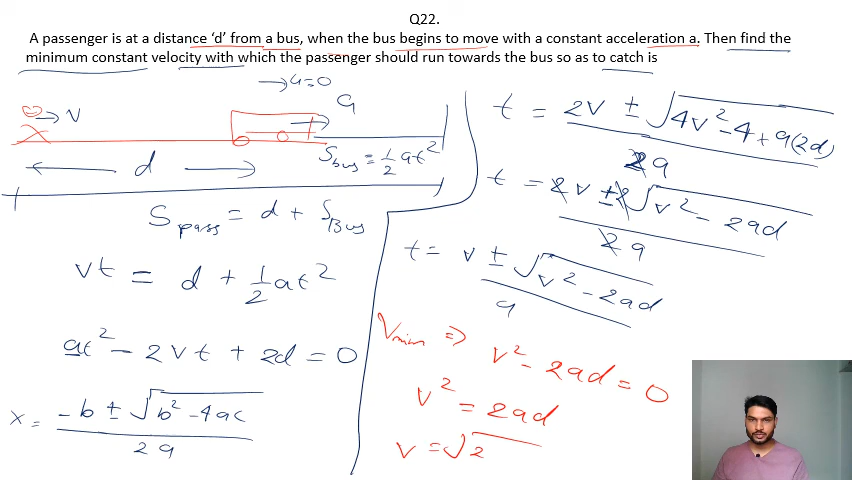 Q22.
A passenger is at a distance ‘d’ from a bus, when the bus begins to move with a constant acceleration a. Then find the
minimum constant velocity with which the passenger should run towards the bus so as to catch is
→ u=0
→ V
a
S_bus = 1/2 at²
d
S_pass = d + S_Bus
vt = d + 1/2 at²
at² - 2vt + 2d = 0
x = (-b ± √(b² - 4ac)) / 2a
t = (2v ± √(4v² - 4 + a(2d))) / 2a
t = (2v ± 2√(v² - 2ad)) / 2a
t = (v ± √(v² - 2ad)) / a
Vmin ⇒ v² - 2ad = 0
v² = 2ad
v = √2